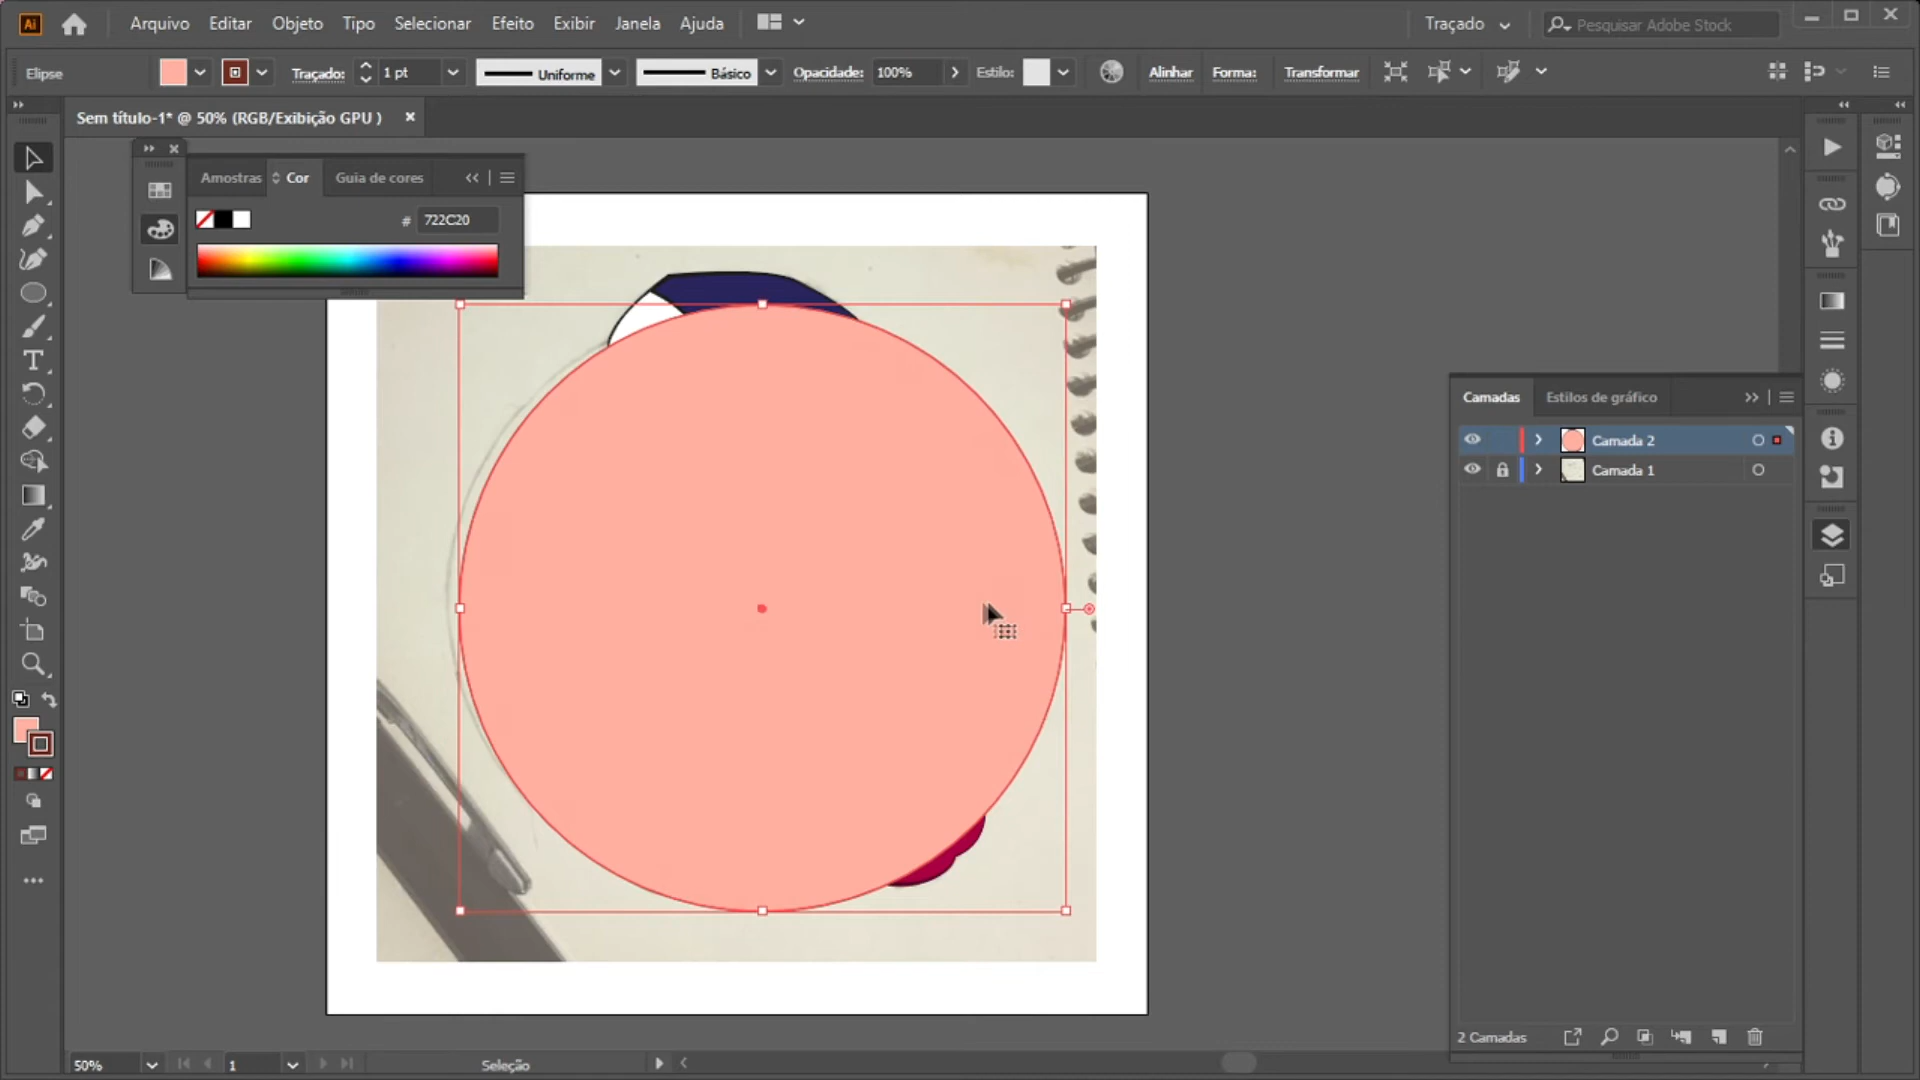 Ai
Arquivo Editar Objeto Tipo Selecionar Efeito Exibir Janela Ajuda
Traçado
Pesquisar Adobe Stock
Elipse
Traçado: 1 pt
Uniforme
Básico
Opacidade: 100%
Estilo:
Alinhar Forma: Transformar
Sem título-1* @ 50% (RGB/Exibição GPU )
Amostras Cor Guia de cores
# 722C20
Camadas Estilos de gráfico
Camada 2
Camada 1
2 Camadas
50%
1
Seleção